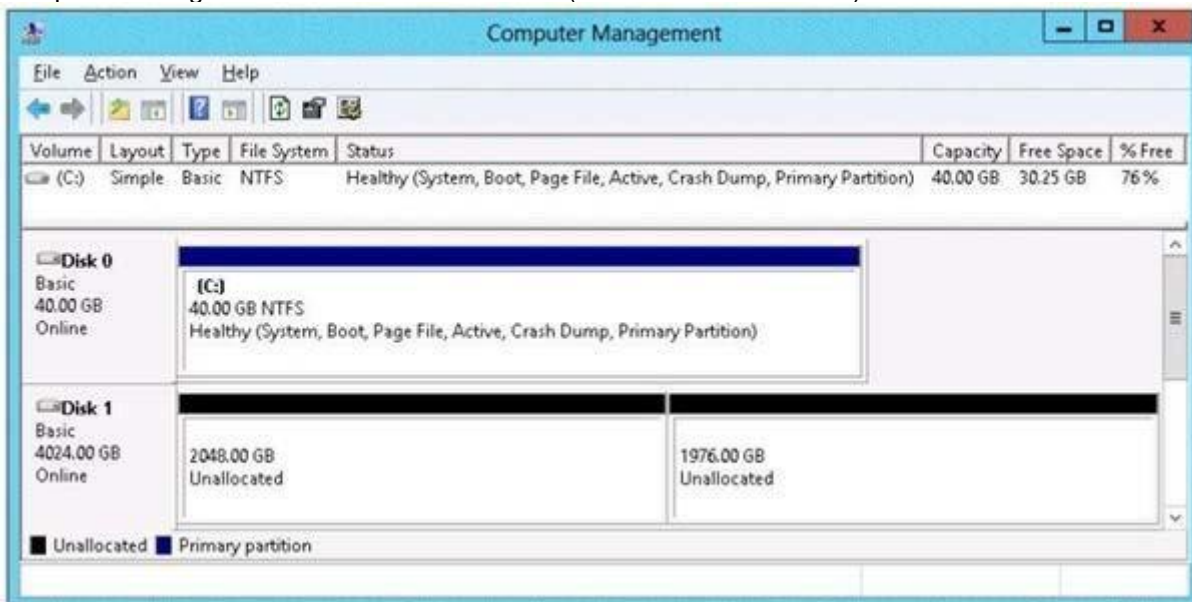 Computer Management
File Action View Help
Volume Layout Type File System Status Capacity Free Space % Free
(C:) Simple Basic NTFS Healthy (System, Boot, Page File, Active, Crash Dump, Primary Partition) 40.00 GB 30.25 GB 76 %
Disk 0
Basic
40.00 GB
Online
(C:)
40.00 GB NTFS
Healthy (System, Boot, Page File, Active, Crash Dump, Primary Partition)
Disk 1
Basic
4024.00 GB
Online
2048.00 GB
Unallocated
1976.00 GB
Unallocated
Unallocated Primary partition